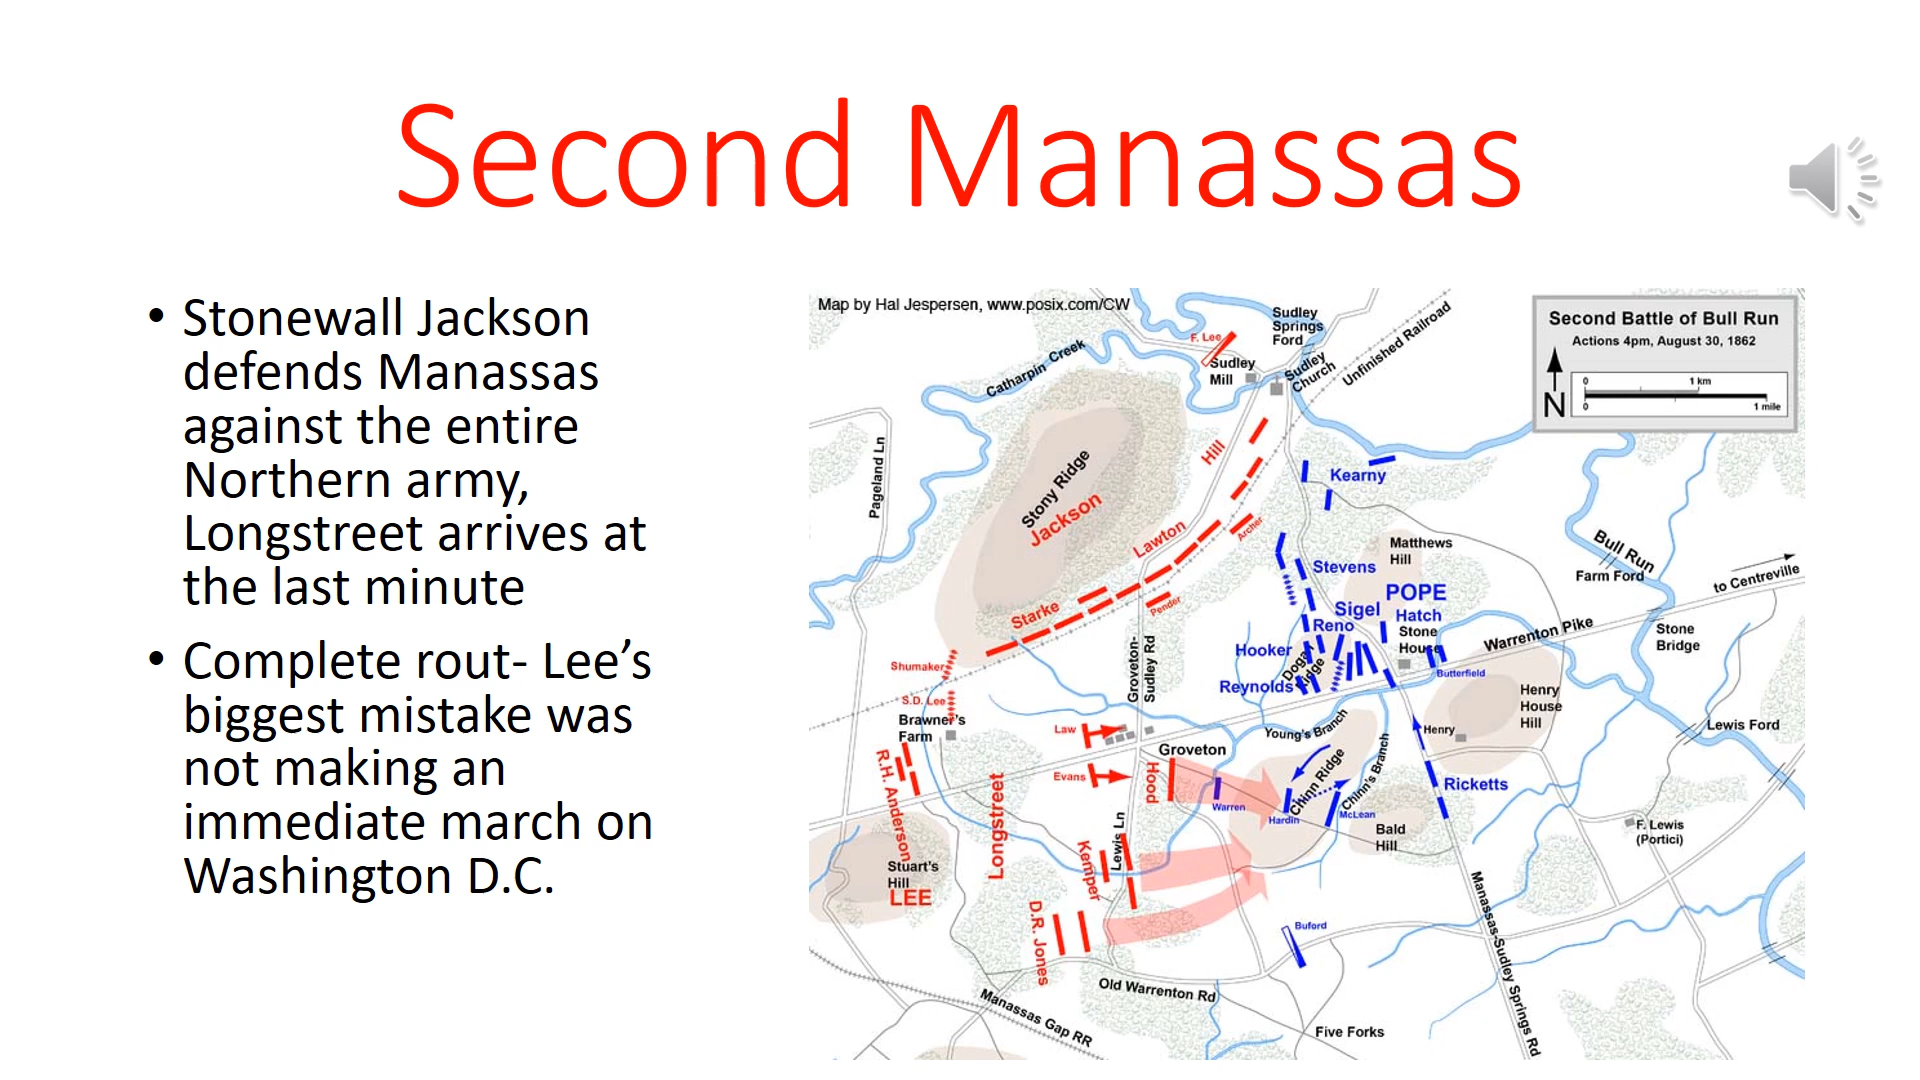 Second Manassas
• Stonewall Jackson
defends Manassas
against the entire
Northern army,
Longstreet arrives at
the last minute
• Complete rout- Lee’s
biggest mistake was
not making an
immediate march on
Washington D.C.
Map by Hal Jespersen, www.posix.com/CW
Second Battle of Bull Run
Actions 4pm, August 30, 1862
0 1 km
0 1 mile
N
Sudley
Springs
Ford
F. Lee
Sudley
Mill
Sudley
Church
Unfinished Railroad
Catharpin Creek
Pageland Ln
Stony Ridge
Jackson
Hill
Kearny
Lawton
Archer
Matthews
Hill
Stevens
Bull Run
Farm Ford
to Centreville
POPE
Sigel
Hatch
Starke
Pender
Reno
Stone
House
Warrenton Pike
Stone
Bridge
Hooker
Dogan
Ridge
Groveton-
Sudley Rd
Shumaker
Reynolds
Butterfield
S.D. Lee
Henry
House
Hill
Brawner's
Farm
Law
Young's Branch
Henry
Lewis Ford
Groveton
R.H. Anderson
Evans
Hood
Chinn Ridge
Chinn's Branch
Longstreet
Warren
Ricketts
Hardin
McLean
Lewis Ln
Bald
Hill
F. Lewis
(Portici)
Kemper
Stuart's
Hill
LEE
D.R. Jones
Buford
Manassas-Sudley Springs Rd
Old Warrenton Rd
Manassas Gap RR
Five Forks